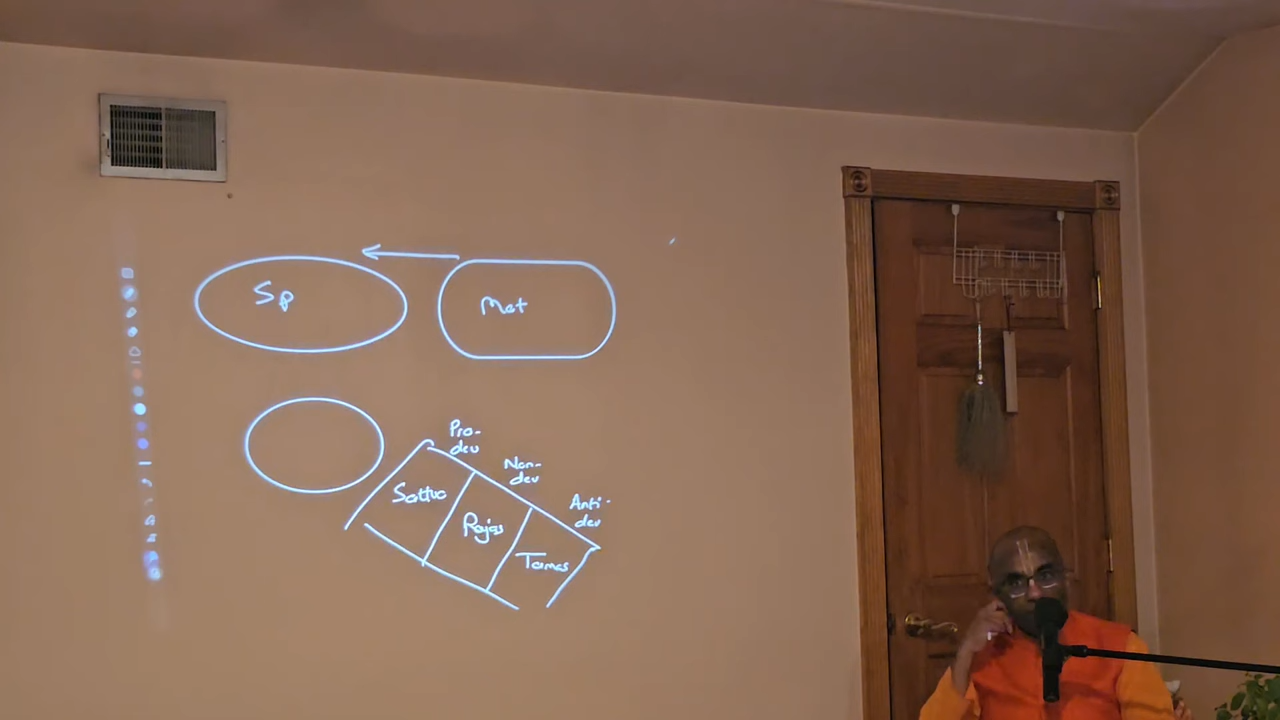 Sp
Mat
Pro-
dev
Non-
dev
Anti-
dev
Sattva
Rajas
Tamas